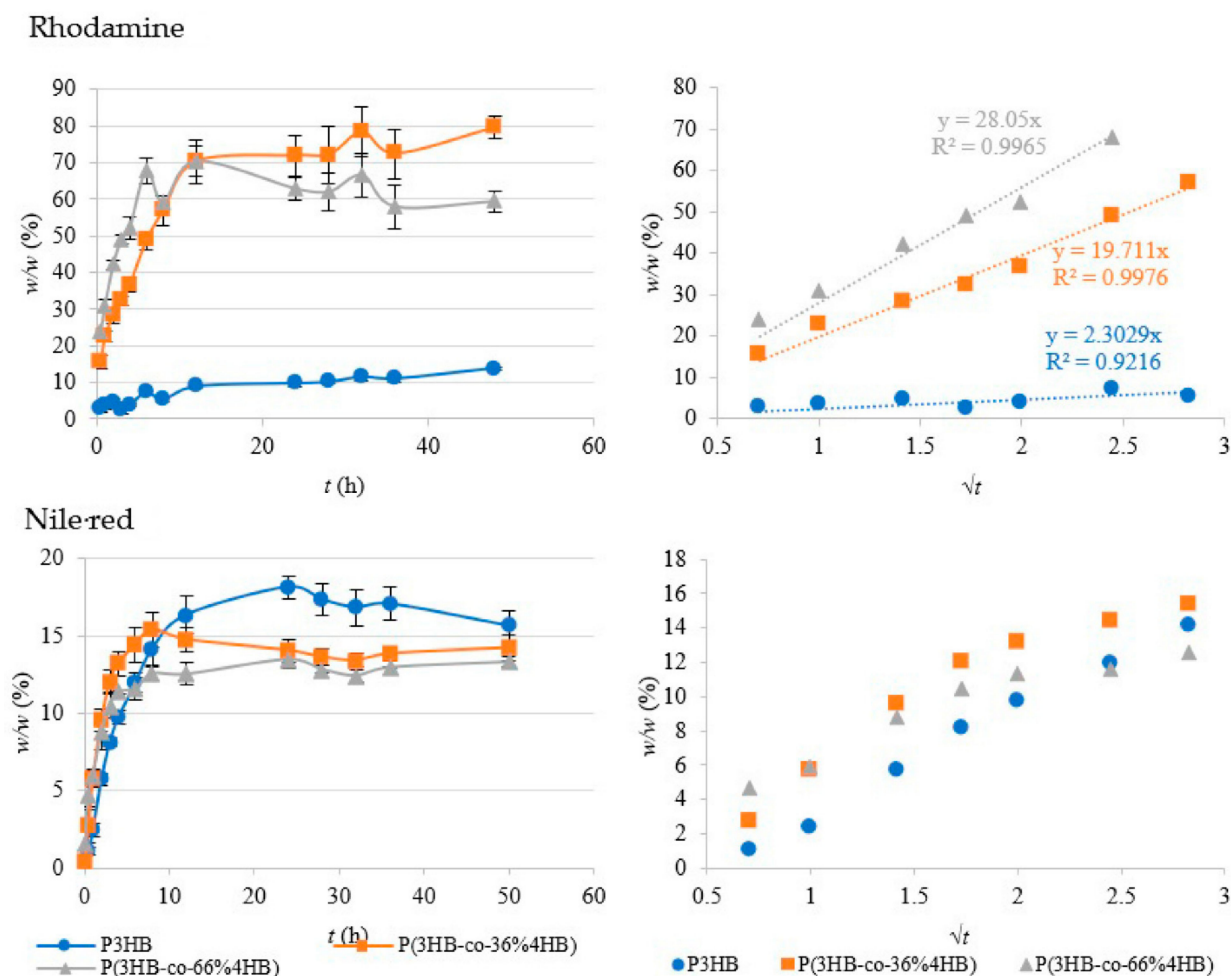 Rhodamine
90
80
70
60
50
40
30
20
10
0
w/w (%)
0
20
40
60
t (h)
80
70
60
50
40
30
20
10
0
w/w (%)
y = 28.05x
R² = 0.9965
y = 19.711x
R² = 0.9976
y = 2.3029x
R² = 0.9216
0.5
1
1.5
2
2.5
3
√t
Nile·red
20
15
10
5
0
w/w (%)
0
10
20
30
40
50
60
t (h)
P3HB
P(3HB-co-36%4HB)
P(3HB-co-66%4HB)
18
16
14
12
10
8
6
4
2
0
w/w (%)
0.5
1
1.5
2
2.5
3
√t
P3HB
P(3HB-co-36%4HB)
P(3HB-co-66%4HB)